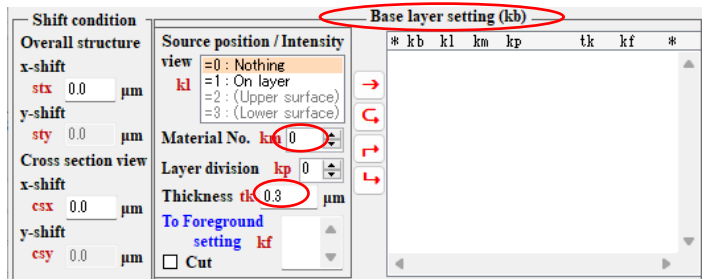 Shift condition
Overall structure
x-shift
stx 0.0 μm
y-shift
sty 0.0 μm
Cross section view
x-shift
csx 0.0 μm
y-shift
csy 0.0 μm
Base layer setting (kb)
Source position / Intensity
view
kl
=0 : Nothing
=1 : On layer
=2 : (Upper surface)
=3 : (Lower surface)
Material No. km 0
Layer division kp 0
Thickness tk 0.3 μm
To Foreground
setting kf
Cut
* kb kl km kp tk kf *